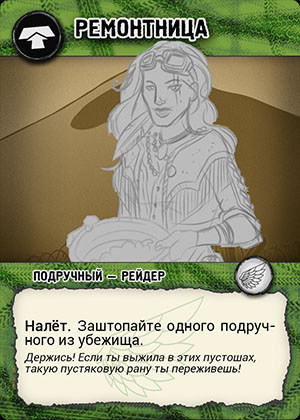 РЕМОНТНИЦА
ПОДРУЧНЫЙ — РЕЙДЕР
Налёт. Заштопайте одного подруч-
ного из убежища.
Держись! Если ты выжила в этих пустошах,
такую пустяковую рану ты переживешь!